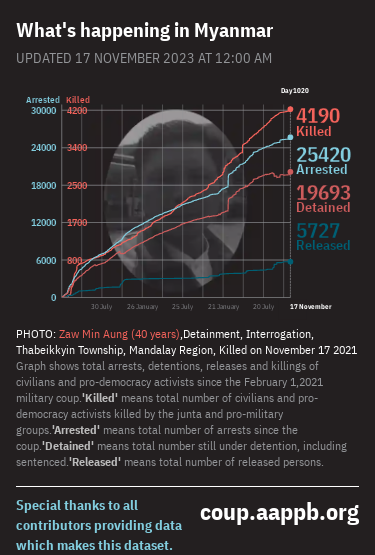 What's happening in Myanmar
UPDATED 17 NOVEMBER 2023 AT 12:00 AM
Day1020
Arrested Killed
30000 4200
24000 3400
18000 2500
12000 1700
6000 800
0
4190
Killed
25420
Arrested
19693
Detained
5727
Released
30 July 26 January 25 July 21 January 20 July 17 November
PHOTO: Zaw Min Aung (40 years),Detainment, Interrogation,
Thabeikkyin Township, Mandalay Region, Killed on November 17 2021
Graph shows total arrests, detentions, releases and killings of
civilians and pro-democracy activists since the February 1,2021
military coup.'Killed' means total number of civilians and pro-
democracy activists killed by the junta and pro-military
groups.'Arrested' means total number of arrests since the
coup.'Detained' means total number still under detention, including
sentenced.'Released' means total number of released persons.
Special thanks to all
contributors providing data
which makes this dataset.
coup.aappb.org